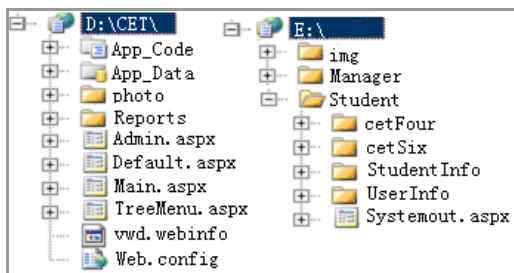 D:\CET\
App_Code
App_Data
photo
Reports
Admin.aspx
Default.aspx
Main.aspx
TreeMenu.aspx
vwd.webinfo
Web.config
E:\
img
Manager
Student
cetFour
cetSix
StudentInfo
UserInfo
Systemout.aspx